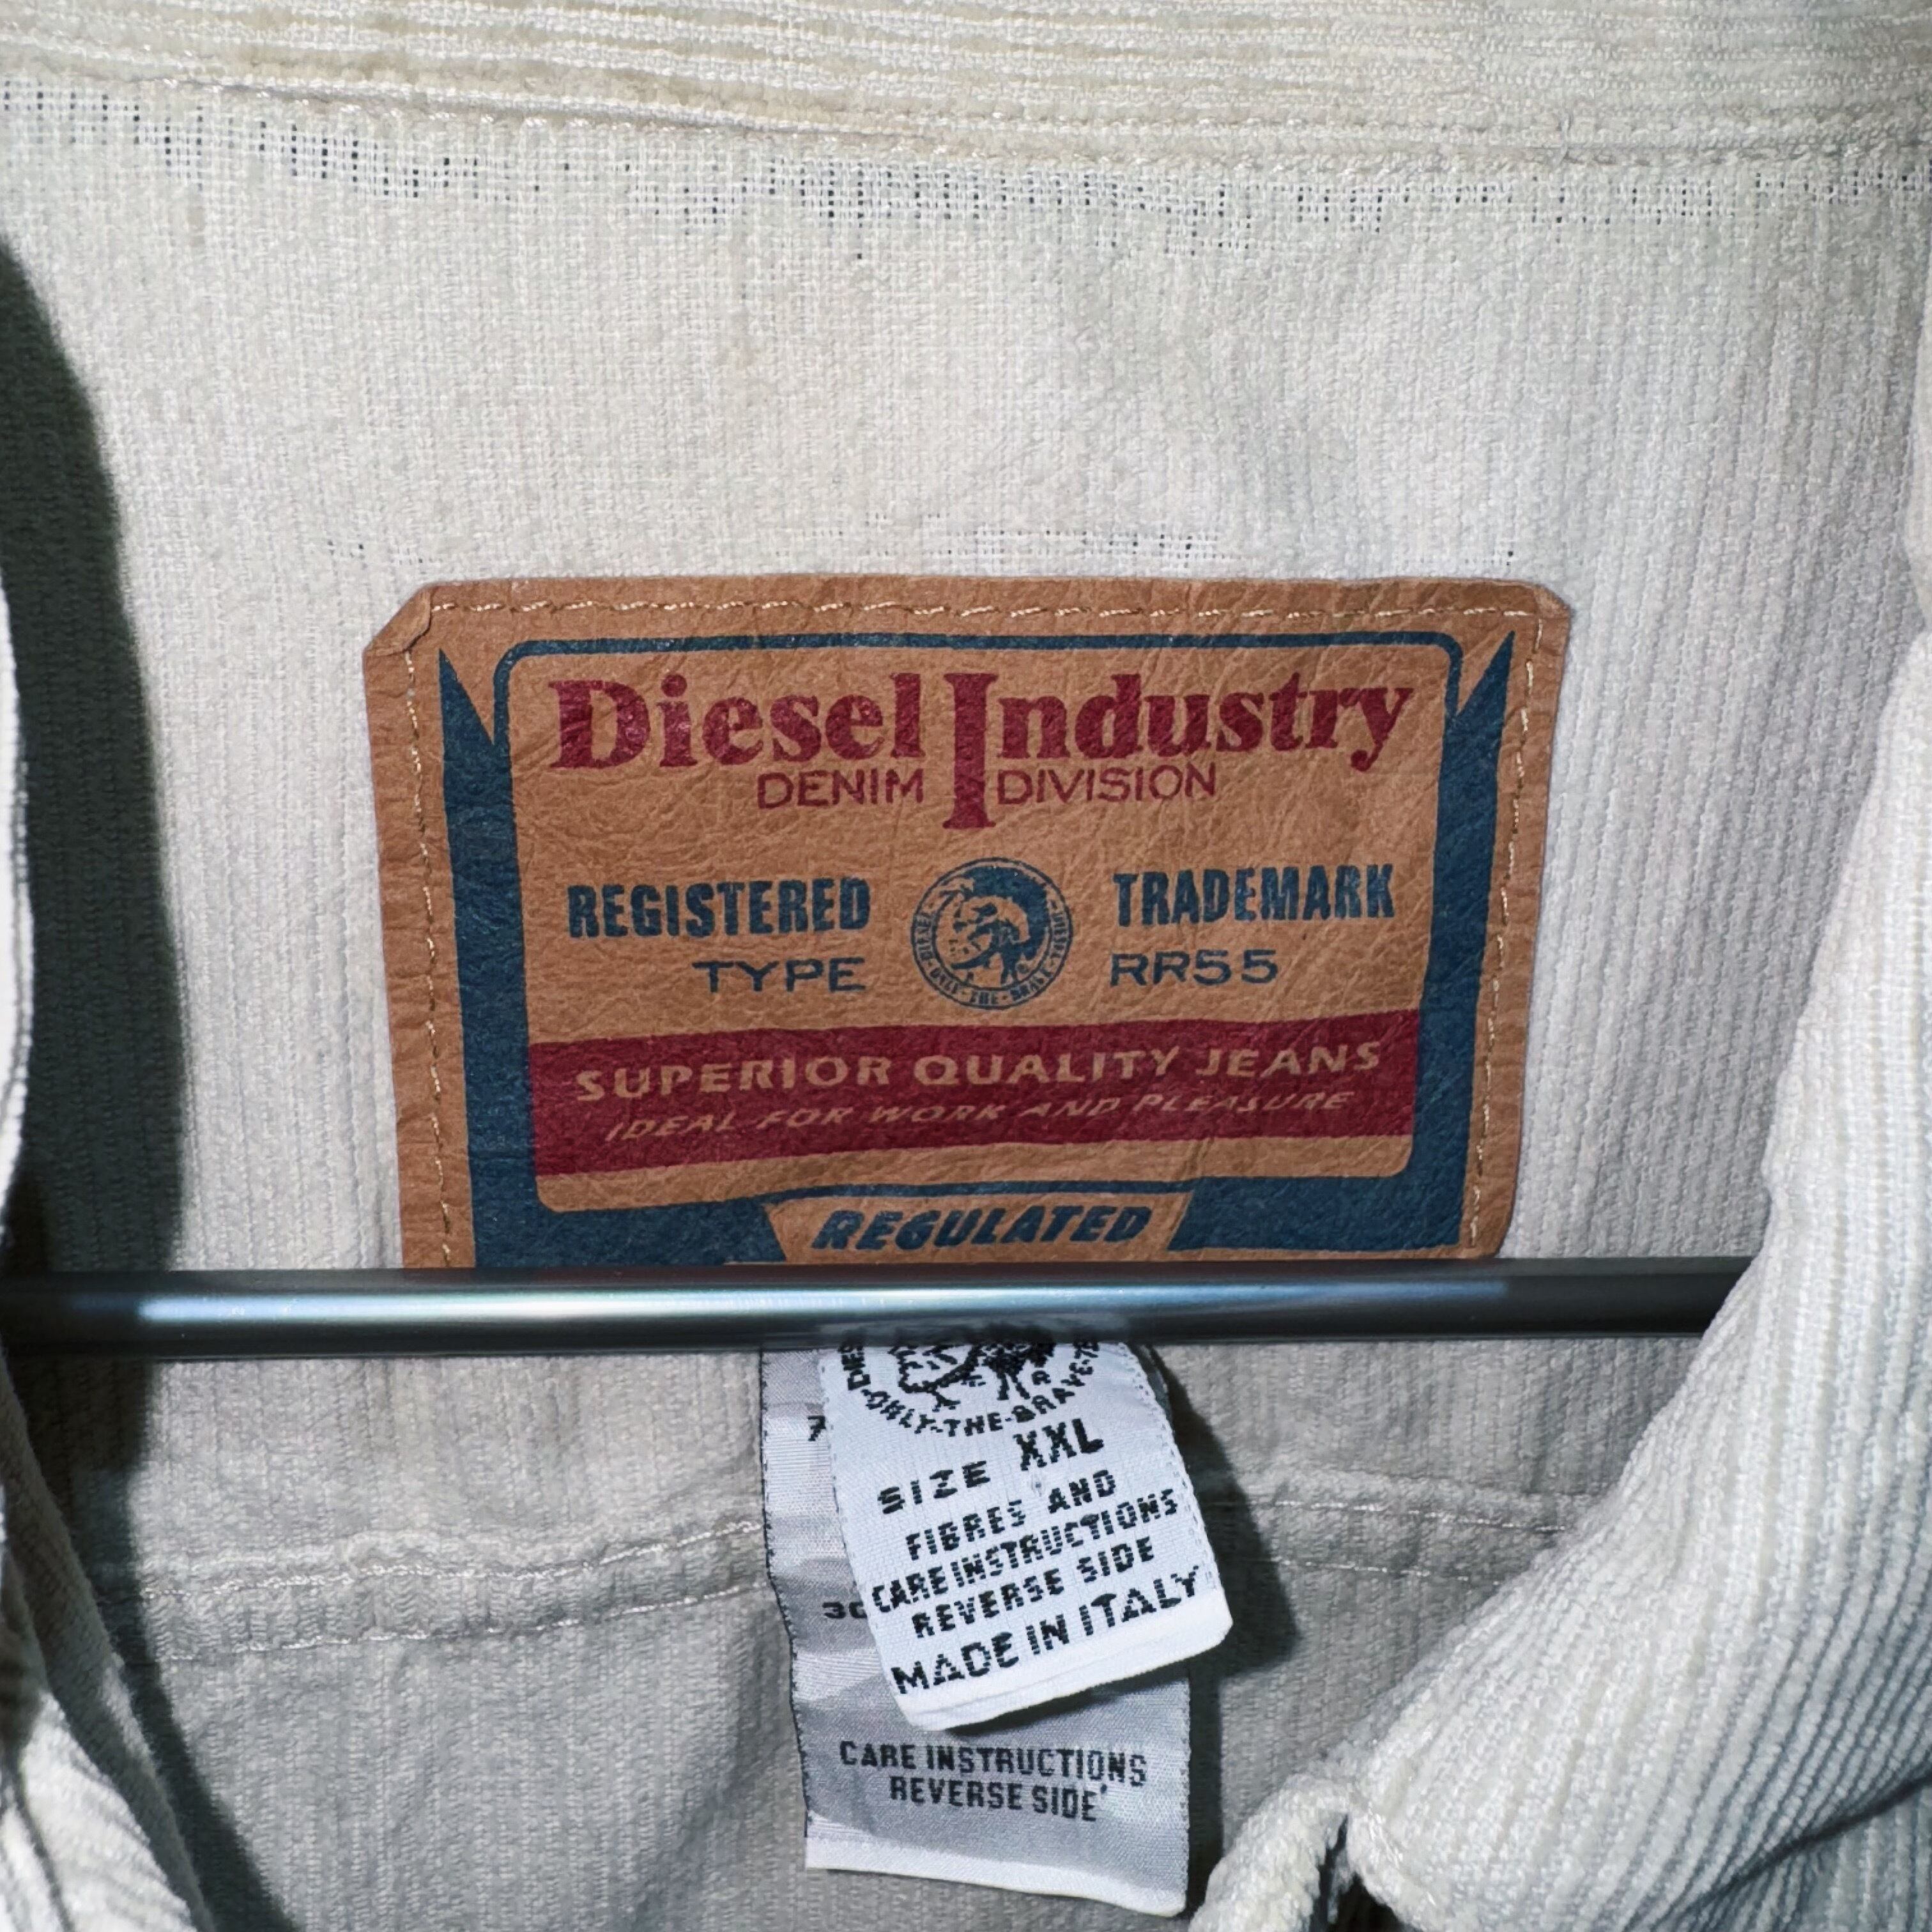 Diesel Industry
DENIM DIVISION
REGISTERED TRADEMARK
TYPE RR55
SUPERIOR QUALITY JEANS
IDEAL FOR WORK AND PLEASURE
REGULATED
ONLY-THE-BRAVE
SIZE XXL
FIBRES AND
CARE INSTRUCTIONS
REVERSE SIDE
MADE IN ITALY
CARE INSTRUCTIONS
REVERSE SIDE